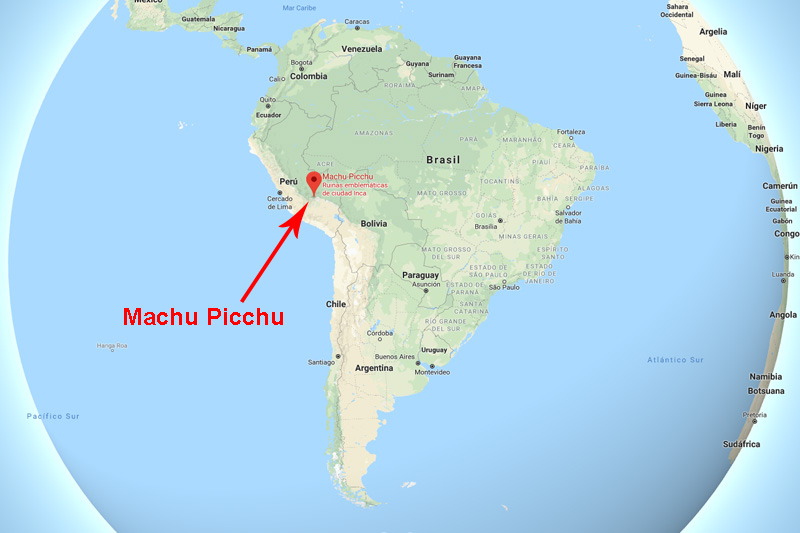 Mar Caribe
México
Guatemala
Nicaragua
Caracas
Panamá
Venezuela
Guyana
Guayana
Francesa
Surinam
Bogotá
Cali
Colombia
RORAIMA
AMAPÁ
Quito
Ecuador
AMAZONAS
PARÁ
MARANHÃO
Fortaleza
CEARÁ
Brasil
ACRE
PIAUÍ
PARAÍBA
Perú
Machu Picchu
Ruinas emblemáticas
de ciudad inca
TOCANTINS
ALAGOAS
SERGIPE
Cercado
de Lima
MATO GROSSO
BAHIA
Salvador
de Bahía
GOIÁS
Brasilia
Bolivia
MINAS GERAIS
MATO GROSSO
DO SUL
ESPÍRITO
SANTO
ESTADO DE
SÃO PAULO
ESTADO DO
RIO DE
JANEIRO
Paraguay
Asunción
ESTADO DE
PARANÁ
São Paulo
Chile
SANTA
CATARINA
Machu Picchu
RÍO GRANDE
DEL SUR
Córdoba
Hanga Roa
Santiago
Buenos Aires
Uruguay
Argentina
Montevideo
Pacífico Sur
Atlántico Sur
Sahara
Occidental
Argelia
Senegal
Malí
Guinea-Bisáu
Guinea
Sierra Leona
Níger
Liberia
Benín
Togo
Nigeria
Camerún
Guinea
Ecuatorial
Gabón
Congo
Kin
Luanda
Angola
Namibia
Botsuana
Pretoria
Sudáfrica